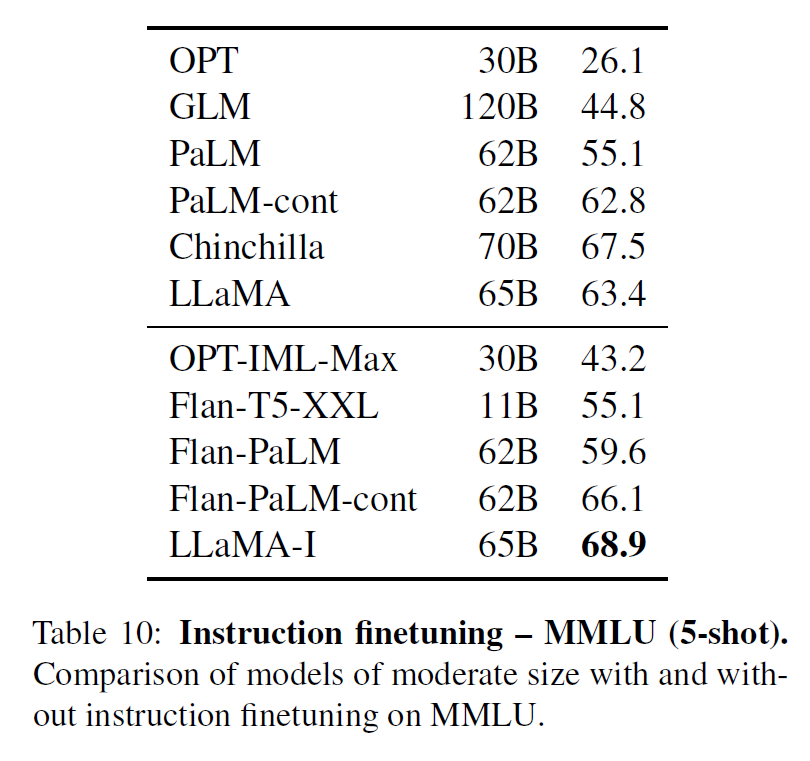 OPT 30B 26.1
GLM 120B 44.8
PaLM 62B 55.1
PaLM-cont 62B 62.8
Chinchilla 70B 67.5
LLaMA 65B 63.4
OPT-IML-Max 30B 43.2
Flan-T5-XXL 11B 55.1
Flan-PaLM 62B 59.6
Flan-PaLM-cont 62B 66.1
LLaMA-I 65B 68.9
Table 10: Instruction finetuning – MMLU (5-shot).
Comparison of models of moderate size with and with-
out instruction finetuning on MMLU.